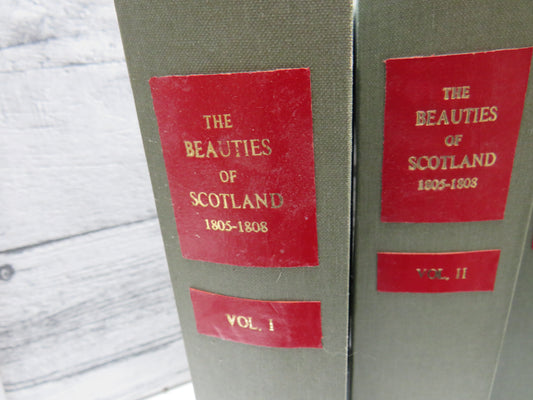 THE
BEAUTIES
OF
SCOTLAND
1805-1808
VOL. I
THE
BEAUTIES
OF
SCOTLAND
1805-1808
VOL. II